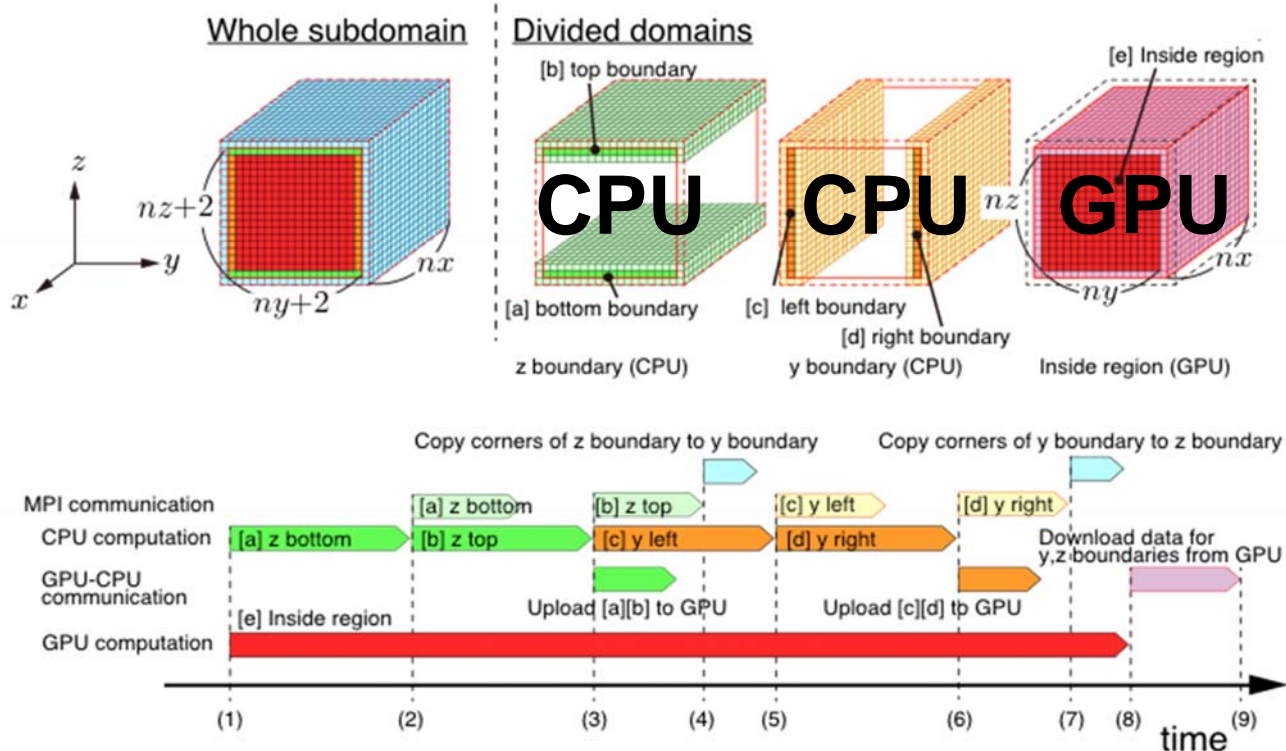 Whole subdomain
Divided domains
[e] Inside region
[b] top boundary
z
nz+2
y
x
ny+2
nx
CPU
CPU
GPU
nz
nx
ny
[a] bottom boundary
[c] left boundary
[d] right boundary
z boundary (CPU)
y boundary (CPU)
Inside region (GPU)
Copy corners of z boundary to y boundary
Copy corners of y boundary to z boundary
MPI communication
[a] z bottom
[b] z top
[c] y left
[d] y right
CPU computation
[a] z bottom
[b] z top
[c] y left
[d] y right
Download data for
y,z boundaries from GPU
GPU-CPU
communication
Upload [a][b] to GPU
Upload [c][d] to GPU
[e] Inside region
GPU computation
(1)
(2)
(3)
(4)
(5)
(6)
(7)
(8)
(9)
time